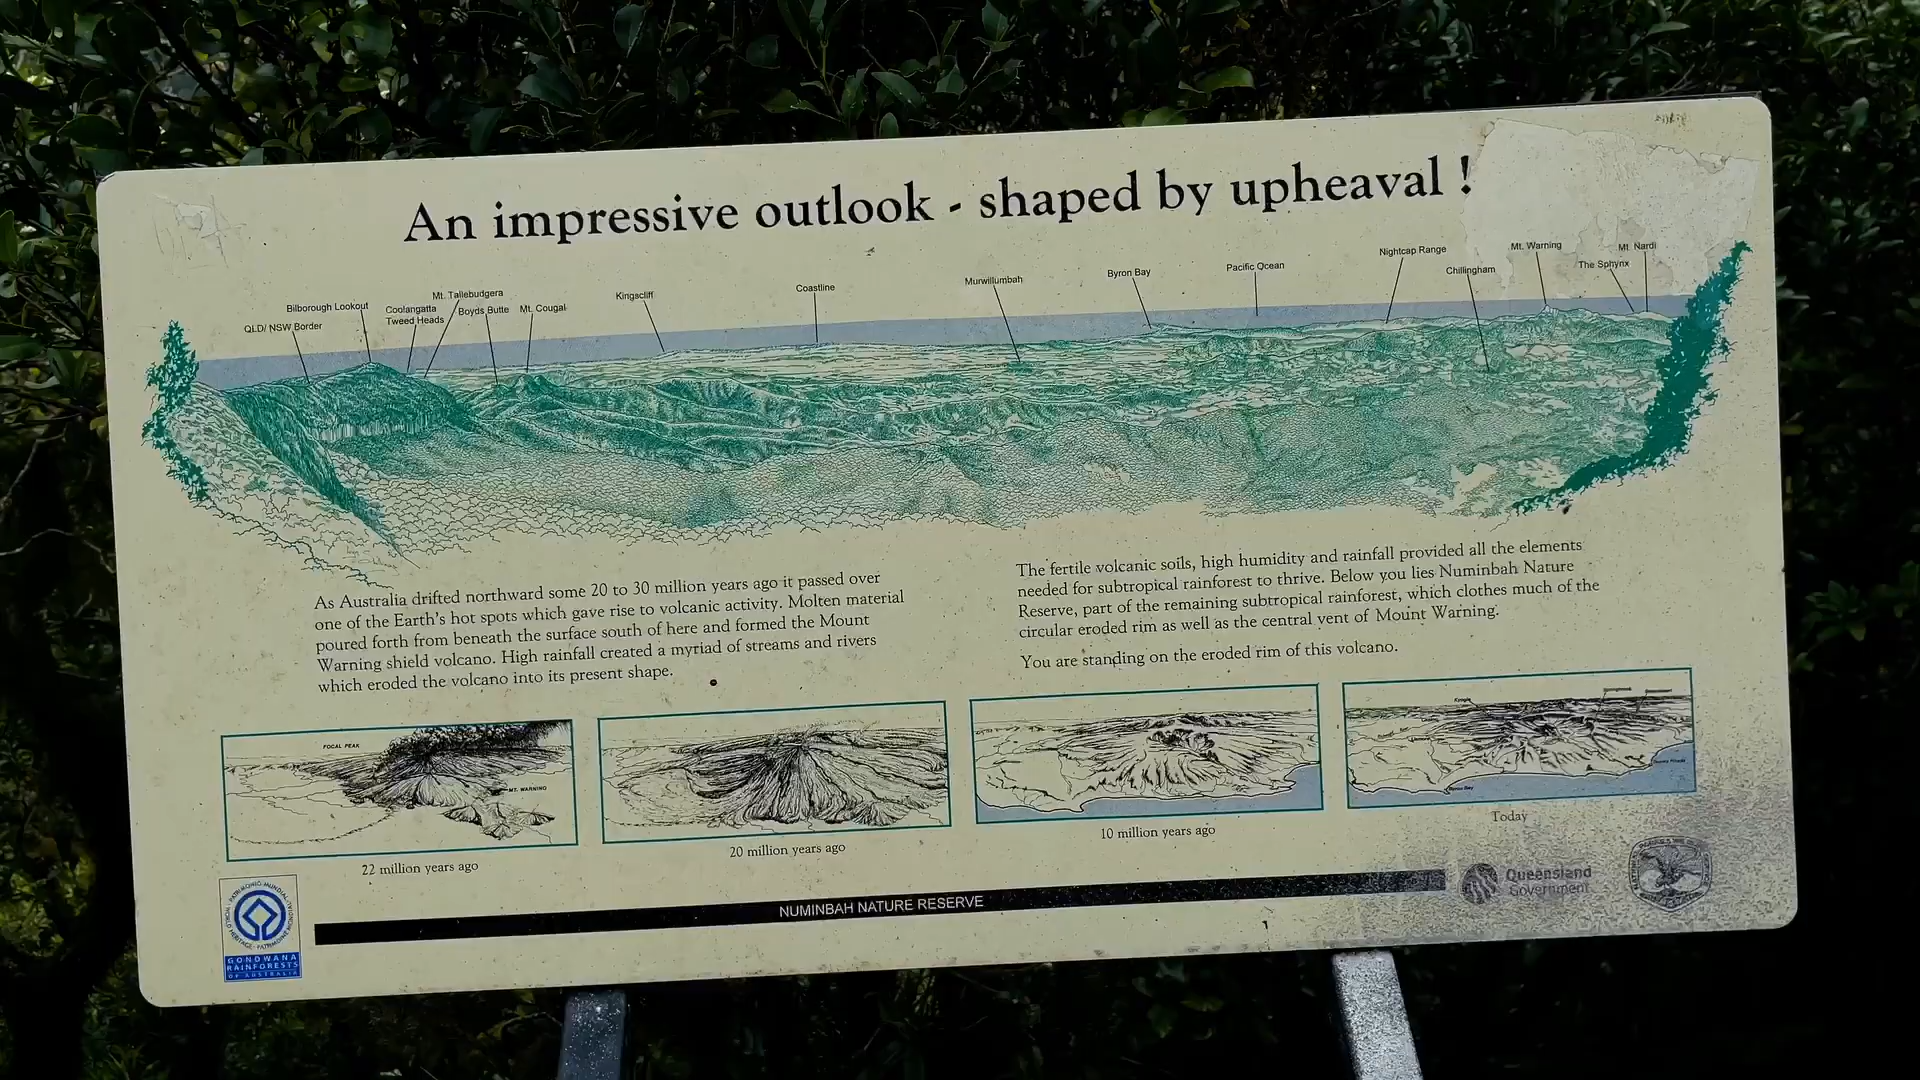 An impressive outlook - shaped by upheaval !
QLD/ NSW Border
Bilborough Lookout
Coolangatta
Tweed Heads
Mt. Tallebudgera
Boyds Butte
Mt. Cougal
Kingscliff
Coastline
Murwillumbah
Byron Bay
Pacific Ocean
Nightcap Range
Chillingham
Mt. Warning
The Sphynx
Mt. Nardi
As Australia drifted northward some 20 to 30 million years ago it passed over
one of the Earth's hot spots which gave rise to volcanic activity. Molten material
poured forth from beneath the surface south of here and formed the Mount
Warning shield volcano. High rainfall created a myriad of streams and rivers
which eroded the volcano into its present shape.
The fertile volcanic soils, high humidity and rainfall provided all the elements
needed for subtropical rainforest to thrive. Below you lies Numinbah Nature
Reserve, part of the remaining subtropical rainforest, which clothes much of the
circular eroded rim as well as the central vent of Mount Warning.
You are standing on the eroded rim of this volcano.
FOCAL PEAK
MT. WARNING
22 million years ago
20 million years ago
10 million years ago
Kyogle
Byron Bay
Today
WORLD HERITAGE · PATRIMOINE MONDIAL · PATRIMONIO MUNDIAL
GONDWANA
RAINFORESTS
OF AUSTRALIA
NUMINBAH NATURE RESERVE
Queensland
Government